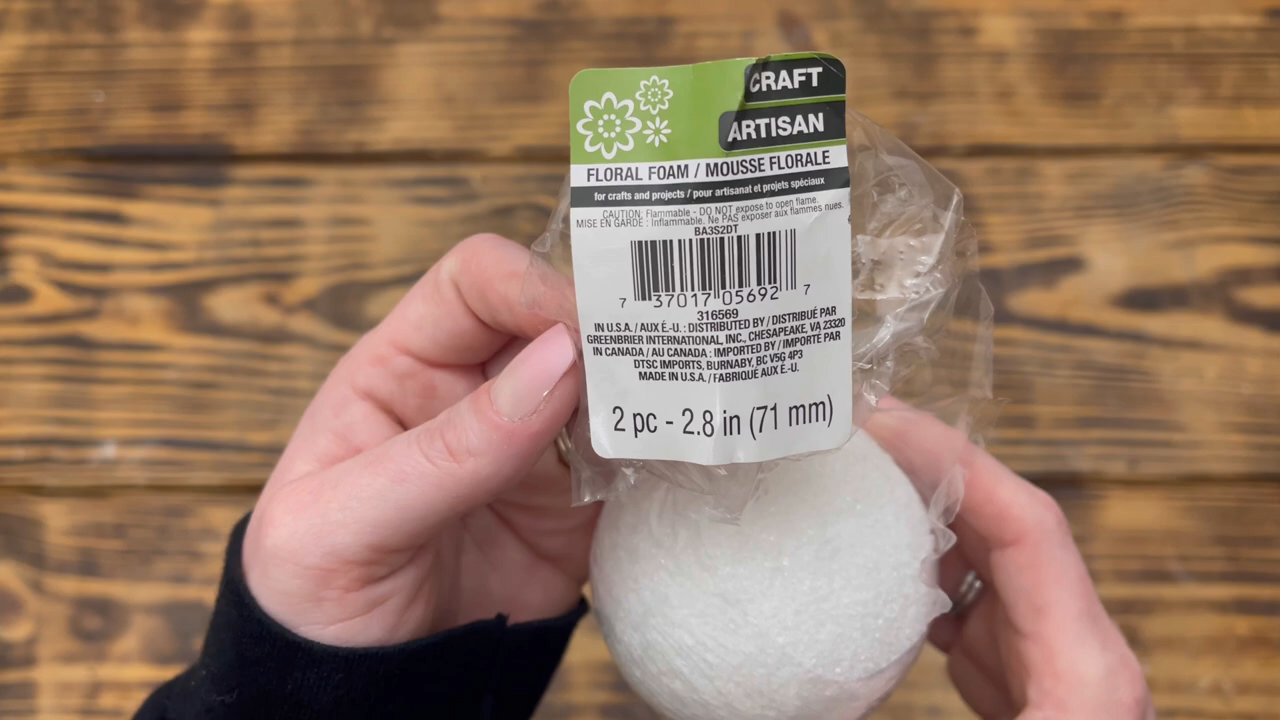 CRAFT
ARTISAN
FLORAL FOAM / MOUSSE FLORALE
for crafts and projects / pour artisanat et projets spéciaux
CAUTION: Flammable - DO NOT expose to open flame.
MISE EN GARDE : Inflammable. Ne PAS exposer aux flammes nues.
BA3S2DT
7 37017 05692 7
316569
IN U.S.A. / AUX É.-U. : DISTRIBUTED BY / DISTRIBUÉ PAR
GREENBRIER INTERNATIONAL, INC., CHESAPEAKE, VA 23320
IN CANADA / AU CANADA : IMPORTED BY / IMPORTÉ PAR
DTSC IMPORTS, BURNABY, BC V5G 4P3
MADE IN U.S.A. / FABRIQUÉ AUX É.-U.
2 pc - 2.8 in (71 mm)